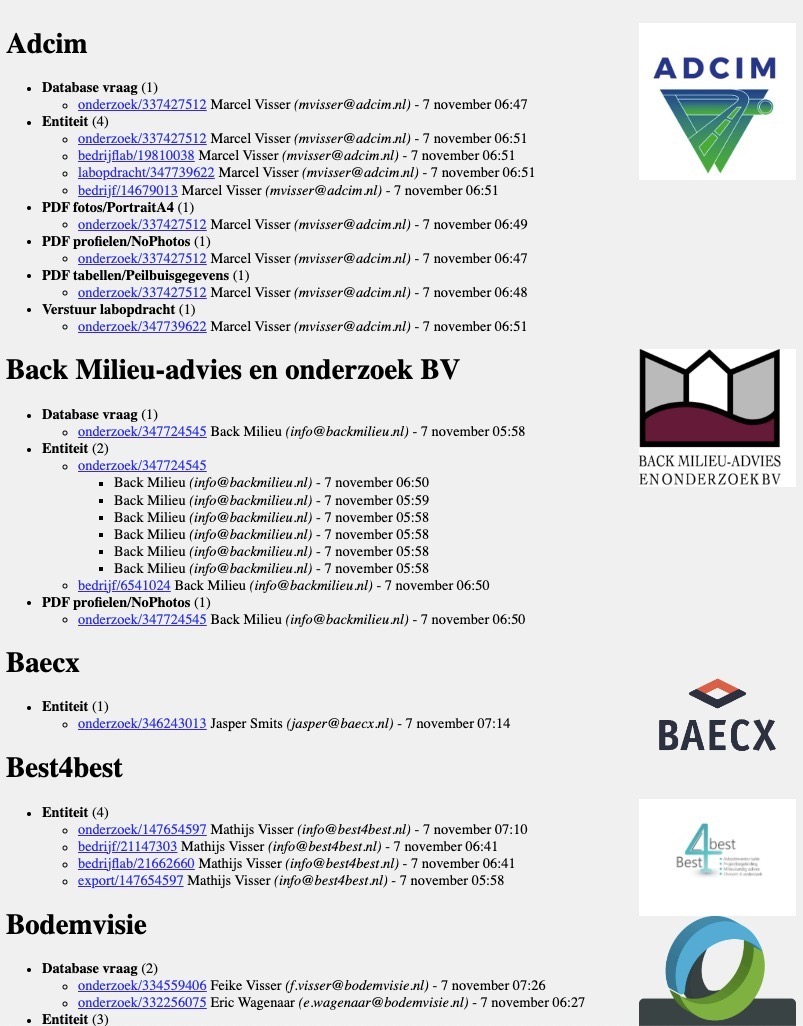 Adcim
ADCIM
• Database vraag (1)
◦ onderzoek/337427512 Marcel Visser (mvisser@adcim.nl) - 7 november 06:47
• Entiteit (4)
◦ onderzoek/337427512 Marcel Visser (mvisser@adcim.nl) - 7 november 06:51
◦ bedrijflab/19810038 Marcel Visser (mvisser@adcim.nl) - 7 november 06:51
◦ labopdracht/347739622 Marcel Visser (mvisser@adcim.nl) - 7 november 06:51
◦ bedrijf/14679013 Marcel Visser (mvisser@adcim.nl) - 7 november 06:51
• PDF fotos/PortraitA4 (1)
◦ onderzoek/337427512 Marcel Visser (mvisser@adcim.nl) - 7 november 06:49
• PDF profielen/NoPhotos (1)
◦ onderzoek/337427512 Marcel Visser (mvisser@adcim.nl) - 7 november 06:47
• PDF tabellen/Peilbuisgegevens (1)
◦ onderzoek/337427512 Marcel Visser (mvisser@adcim.nl) - 7 november 06:48
• Verstuur labopdracht (1)
◦ onderzoek/347739622 Marcel Visser (mvisser@adcim.nl) - 7 november 06:51
Back Milieu-advies en onderzoek BV
• Database vraag (1)
◦ onderzoek/347724545 Back Milieu (info@backmilieu.nl) - 7 november 05:58
• Entiteit (2)
◦ onderzoek/347724545
▪ Back Milieu (info@backmilieu.nl) - 7 november 06:50
▪ Back Milieu (info@backmilieu.nl) - 7 november 05:59
▪ Back Milieu (info@backmilieu.nl) - 7 november 05:58
▪ Back Milieu (info@backmilieu.nl) - 7 november 05:58
▪ Back Milieu (info@backmilieu.nl) - 7 november 05:58
▪ Back Milieu (info@backmilieu.nl) - 7 november 05:58
◦ bedrijf/6541024 Back Milieu (info@backmilieu.nl) - 7 november 06:50
• PDF profielen/NoPhotos (1)
◦ onderzoek/347724545 Back Milieu (info@backmilieu.nl) - 7 november 06:50
BACK MILIEU-ADVIES
EN ONDERZOEK BV
Baecx
• Entiteit (1)
◦ onderzoek/346243013 Jasper Smits (jasper@baecx.nl) - 7 november 07:14
BAECX
Best4best
• Entiteit (4)
◦ onderzoek/147654597 Mathijs Visser (info@best4best.nl) - 7 november 07:10
◦ bedrijf/21147303 Mathijs Visser (info@best4best.nl) - 7 november 06:41
◦ bedrijflab/21662660 Mathijs Visser (info@best4best.nl) - 7 november 06:41
◦ export/147654597 Mathijs Visser (info@best4best.nl) - 7 november 05:58
Best 4 best
Bodemvisie
• Database vraag (2)
◦ onderzoek/334559406 Feike Visser (f.visser@bodemvisie.nl) - 7 november 07:26
◦ onderzoek/332256075 Eric Wagenaar (e.wagenaar@bodemvisie.nl) - 7 november 06:27
• Entiteit (3)